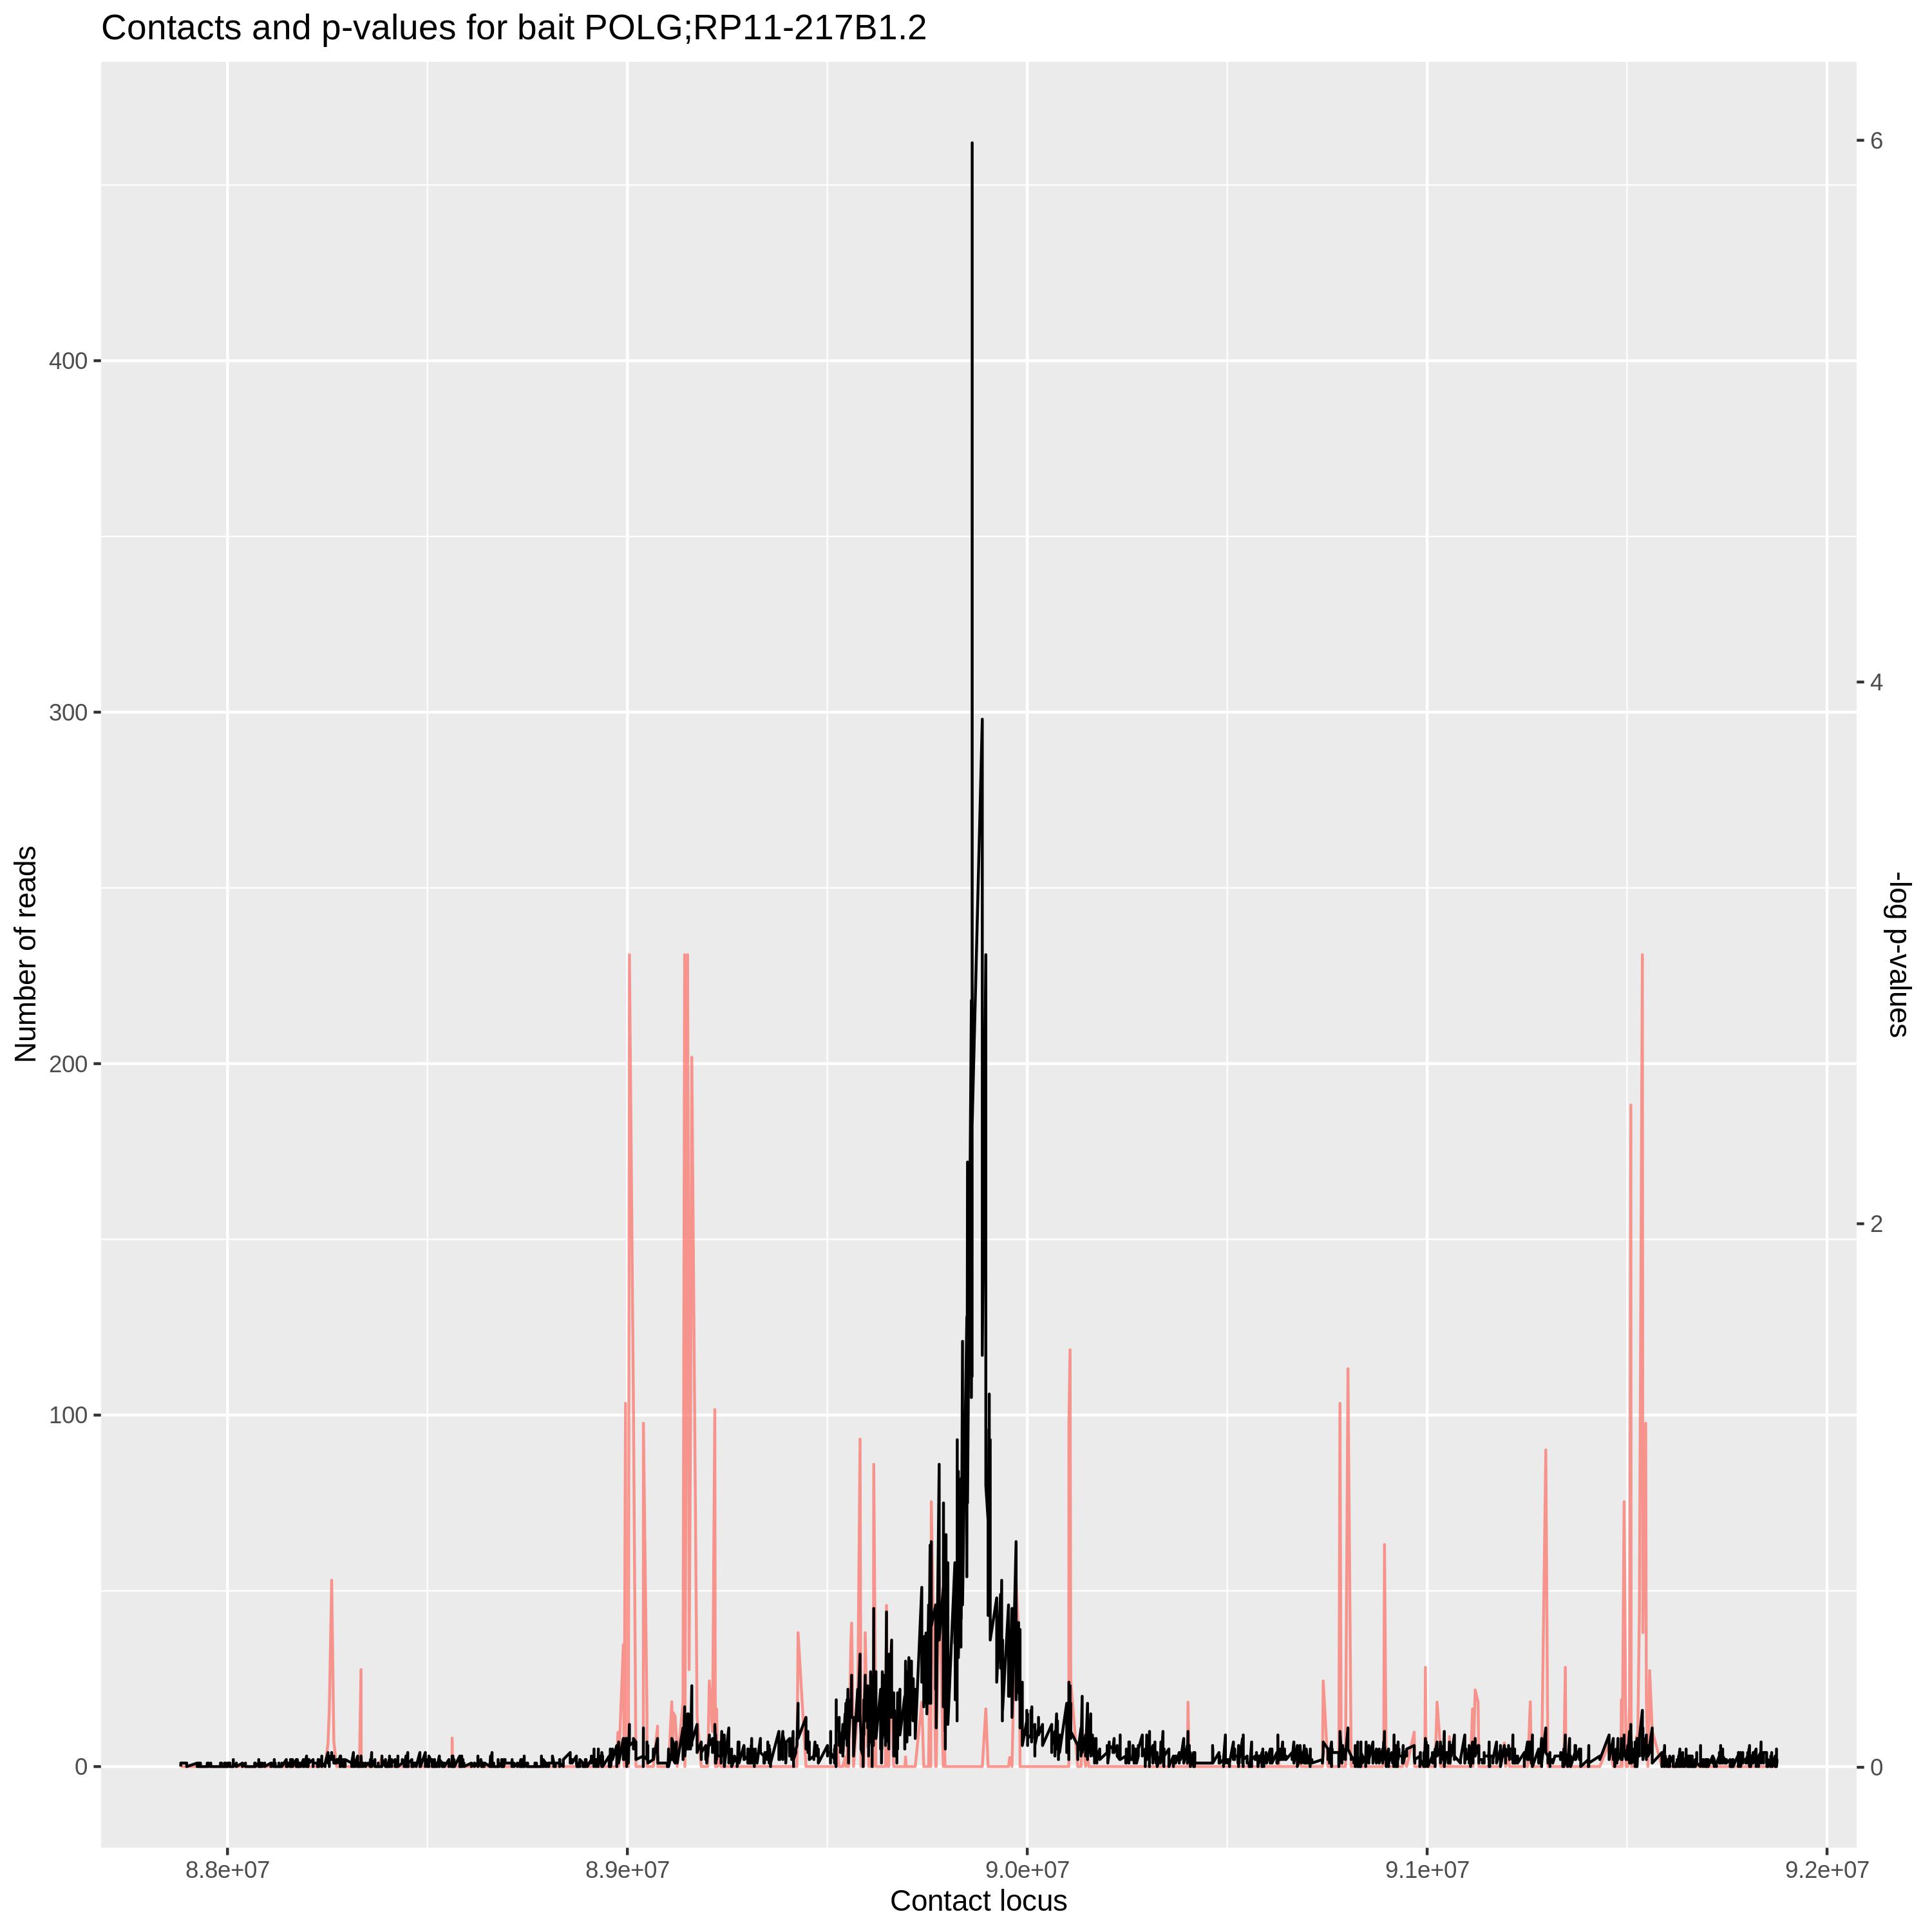 Contacts and p-values for bait POLG;RP11-217B1.2
Number of reads
400
300
200
100
0
6
4
2
0
-log p-values
8.8e+07 8.9e+07 9.0e+07 9.1e+07 9.2e+07
Contact locus